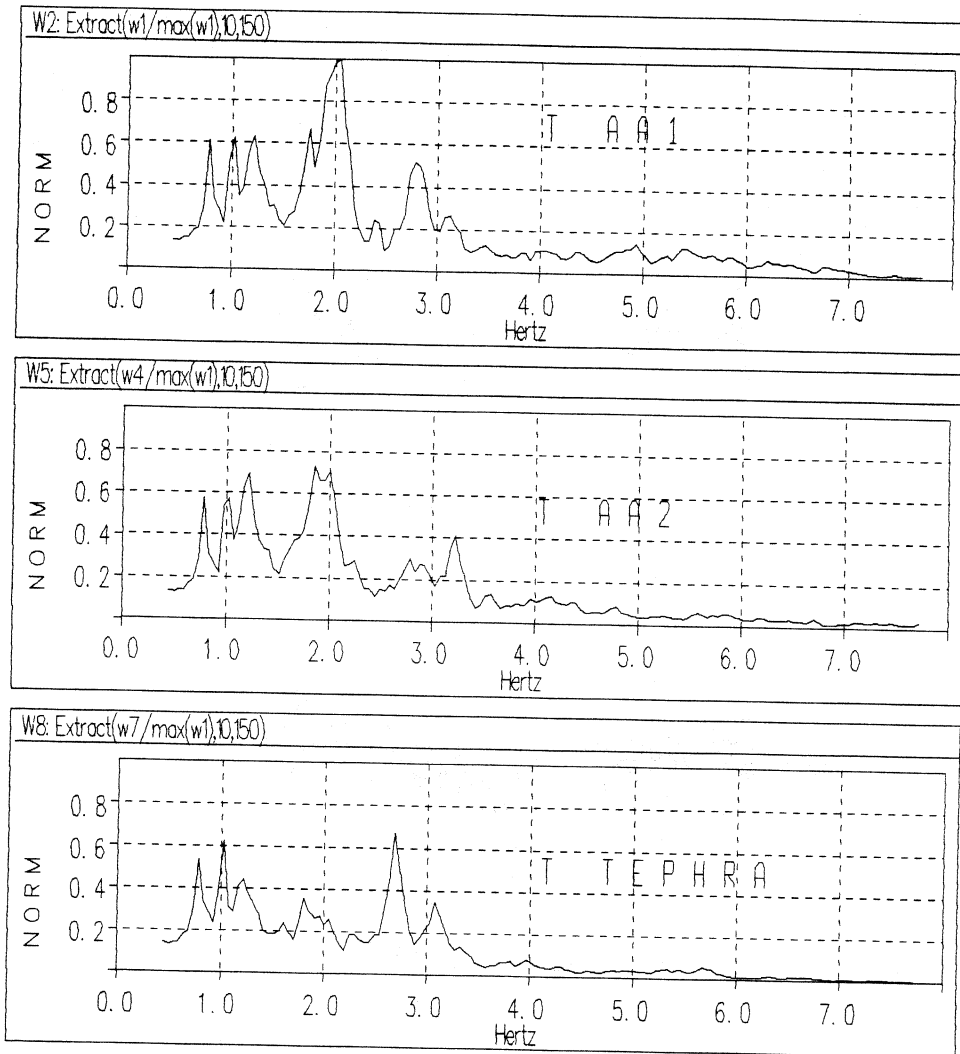 W2: Extract(w1/max(w1),10,150)
0.8
T AA1
0.6
NORM
0.4
0.2
0.0 1.0 2.0 3.0 4.0 5.0 6.0 7.0
Hertz
W5: Extract(w4/max(w1),10,150)
0.8
0.6
T AA2
NORM
0.4
0.2
0.0 1.0 2.0 3.0 4.0 5.0 6.0 7.0
Hertz
W8: Extract(w7/max(w1),10,150)
0.8
0.6
T TEPHRA
NORM
0.4
0.2
0.0 1.0 2.0 3.0 4.0 5.0 6.0 7.0
Hertz